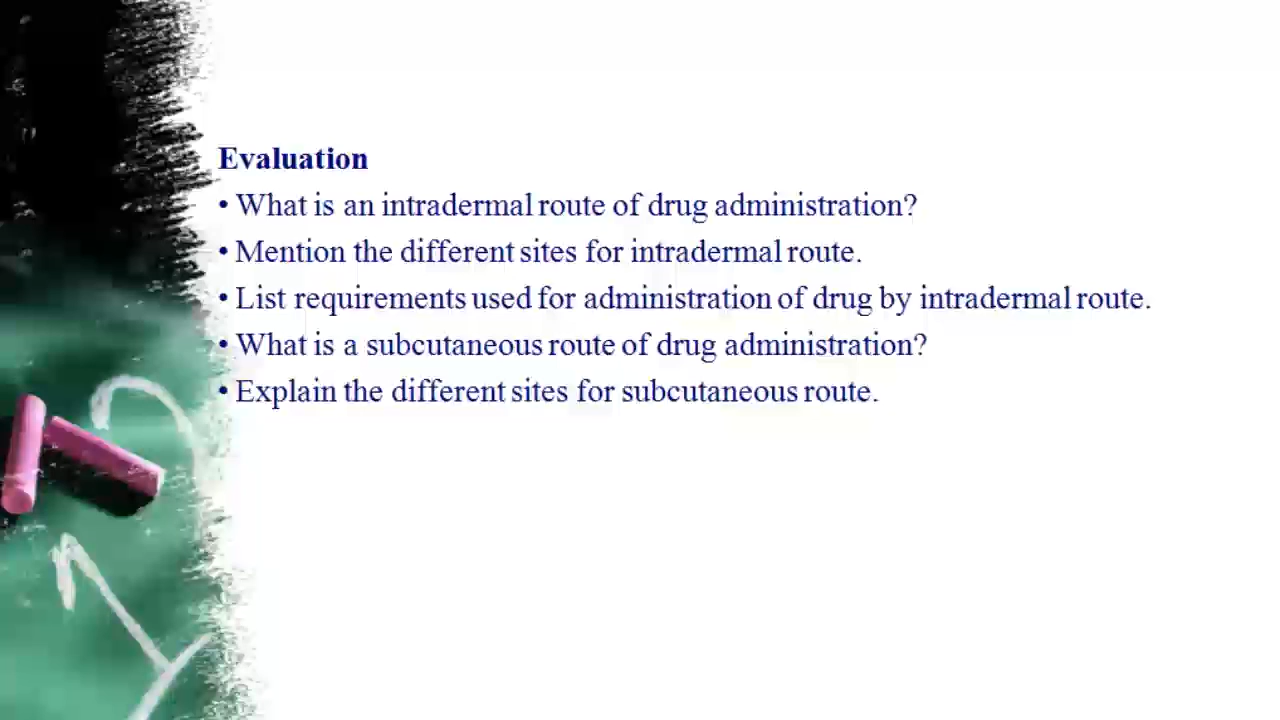 Evaluation
• What is an intradermal route of drug administration?
• Mention the different sites for intradermal route.
• List requirements used for administration of drug by intradermal route.
• What is a subcutaneous route of drug administration?
• Explain the different sites for subcutaneous route.